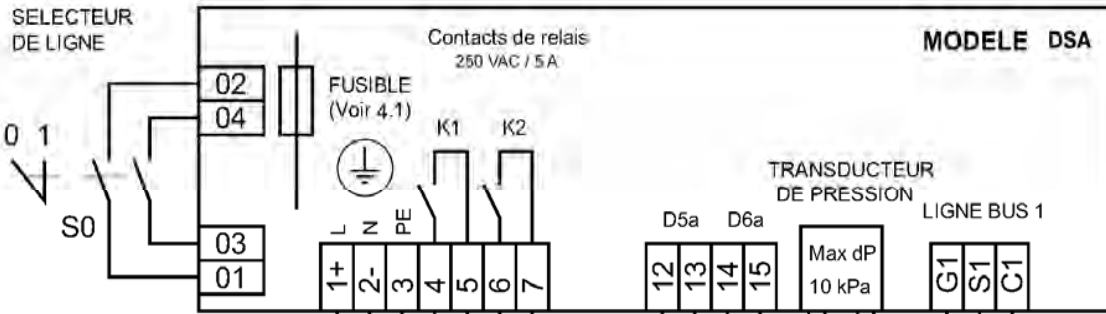 SELECTEUR
DE LIGNE
0 1
S0
02
04
03
01
FUSIBLE
(Voir 4.1)
Contacts de relais
250 VAC / 5 A
MODELE DSA
K1 K2
L N PE
1+ 2- 3 4 5 6 7
D5a D6a
12 13 14 15
TRANSDUCTEUR
DE PRESSION
Max dP
10 kPa
LIGNE BUS 1
G1 S1 C1